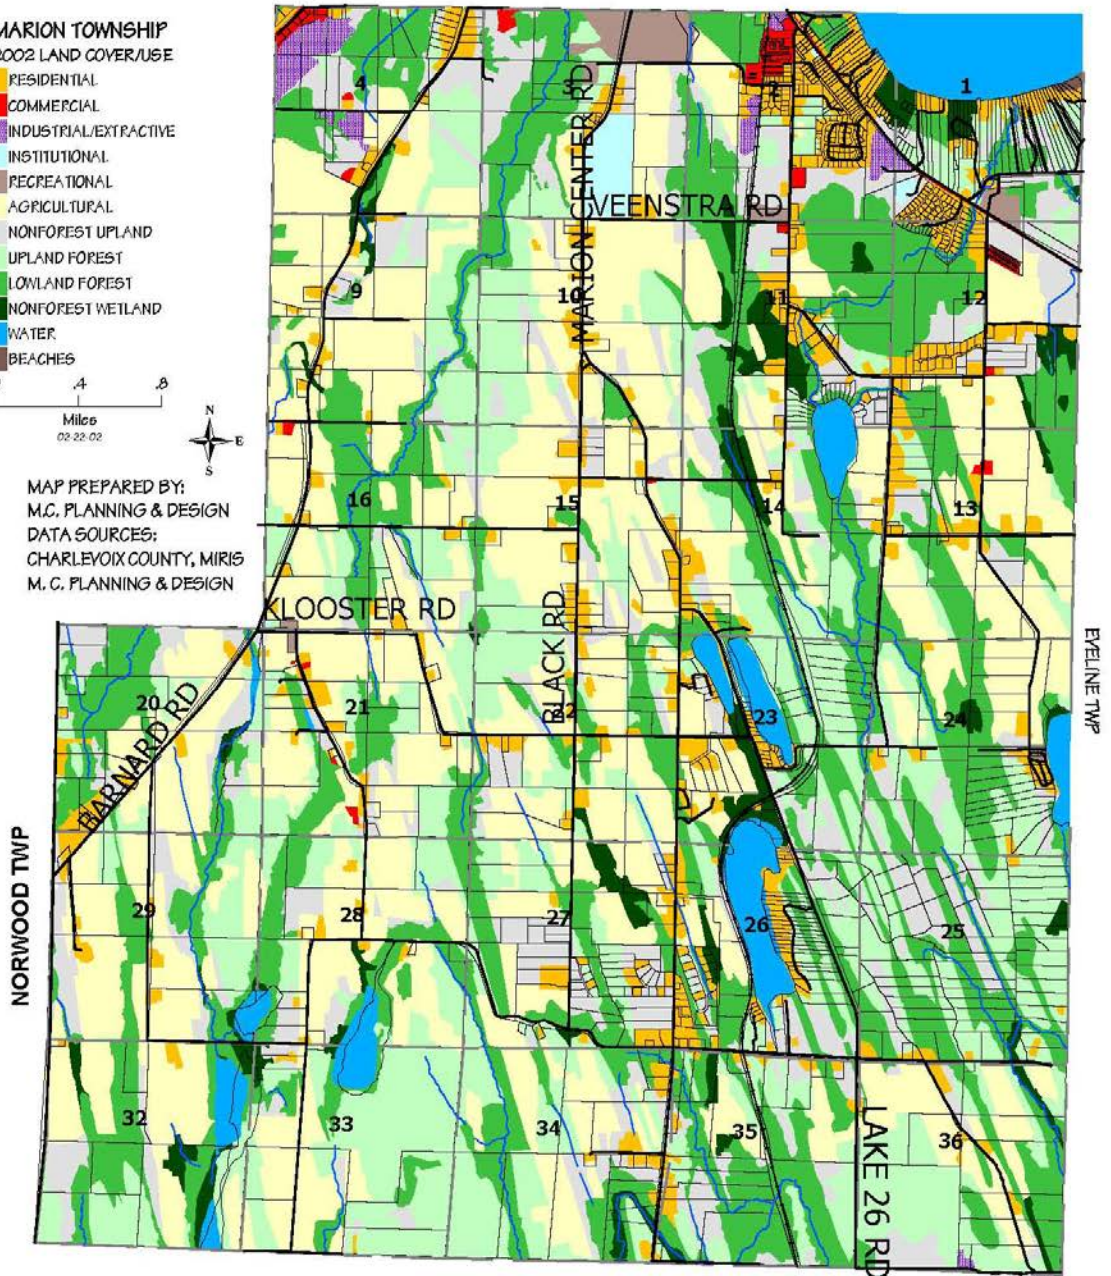 MARION TOWNSHIP
2002 LAND COVER/USE
RESIDENTIAL
COMMERCIAL
INDUSTRIAL/EXTRACTIVE
INSTITUTIONAL
RECREATIONAL
AGRICULTURAL
NONFOREST UPLAND
UPLAND FOREST
LOWLAND FOREST
NONFOREST WETLAND
WATER
BEACHES
.4 .8
Miles
02-22-02
N
E
S
MAP PREPARED BY:
M.C. PLANNING & DESIGN
DATA SOURCES:
CHARLEVOIX COUNTY, MIRIS
M. C. PLANNING & DESIGN
4
3
2
1
MARION CENTER RD
VEENSTRA RD
9
10
11
12
16
15
14
13
KLOOSTER RD
BLACK RD
EVELINE TWP
20
21
22
23
24
BARNARD RD
NORWOOD TWP
29
28
27
26
25
32
33
34
35
36
LAKE 26 RD